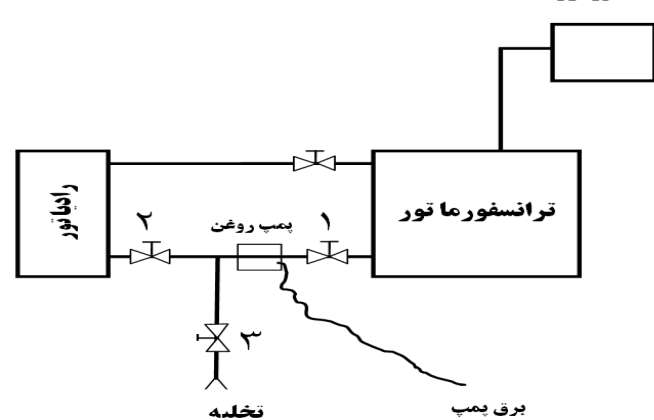 ترانسفورماتور
رادیاتور
۱
پمپ روغن
۲
۳
تخلیه
برق پمپ